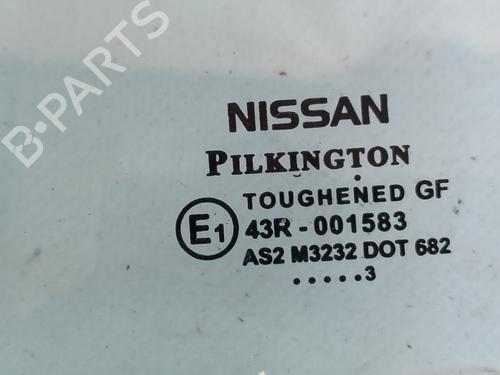 B-PARTS
NISSAN
PILKINGTON
TOUGHENED GF
E1 43R-001583
AS2 M3232 DOT 682
.....3